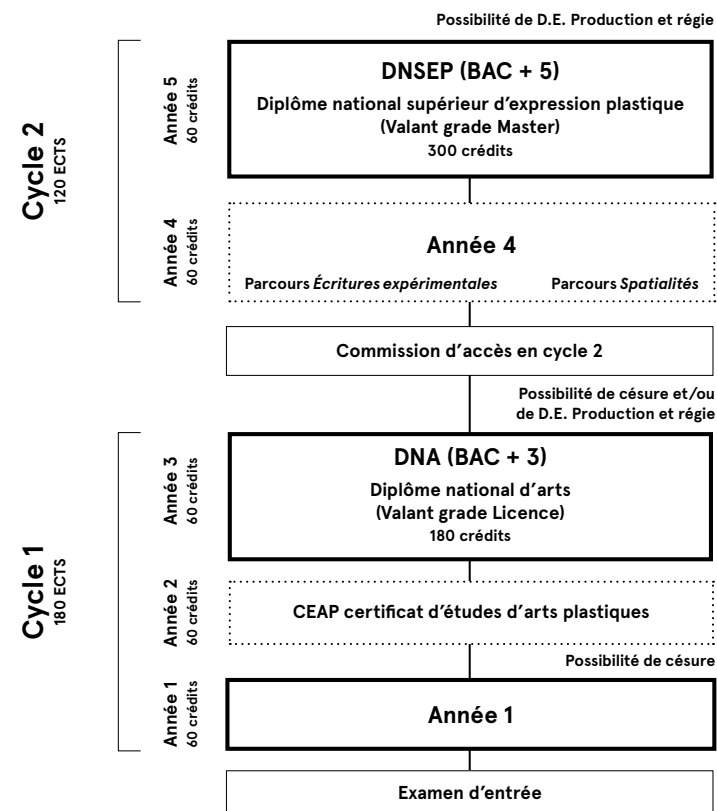 Possibilité de D.E. Production et régie
Cycle 2
120 ECTS
Année 5
60 crédits
DNSEP (BAC + 5)
Diplôme national supérieur d’expression plastique
(Valant grade Master)
300 crédits
Année 4
60 crédits
Année 4
Parcours Écritures expérimentales
Parcours Spatialités
Commission d’accès en cycle 2
Possibilité de césure et/ou
de D.E. Production et régie
Cycle 1
180 ECTS
Année 3
60 crédits
DNA (BAC + 3)
Diplôme national d’arts
(Valant grade Licence)
180 crédits
Année 2
60 crédits
CEAP certificat d’études d’arts plastiques
Possibilité de césure
Année 1
60 crédits
Année 1
Examen d’entrée